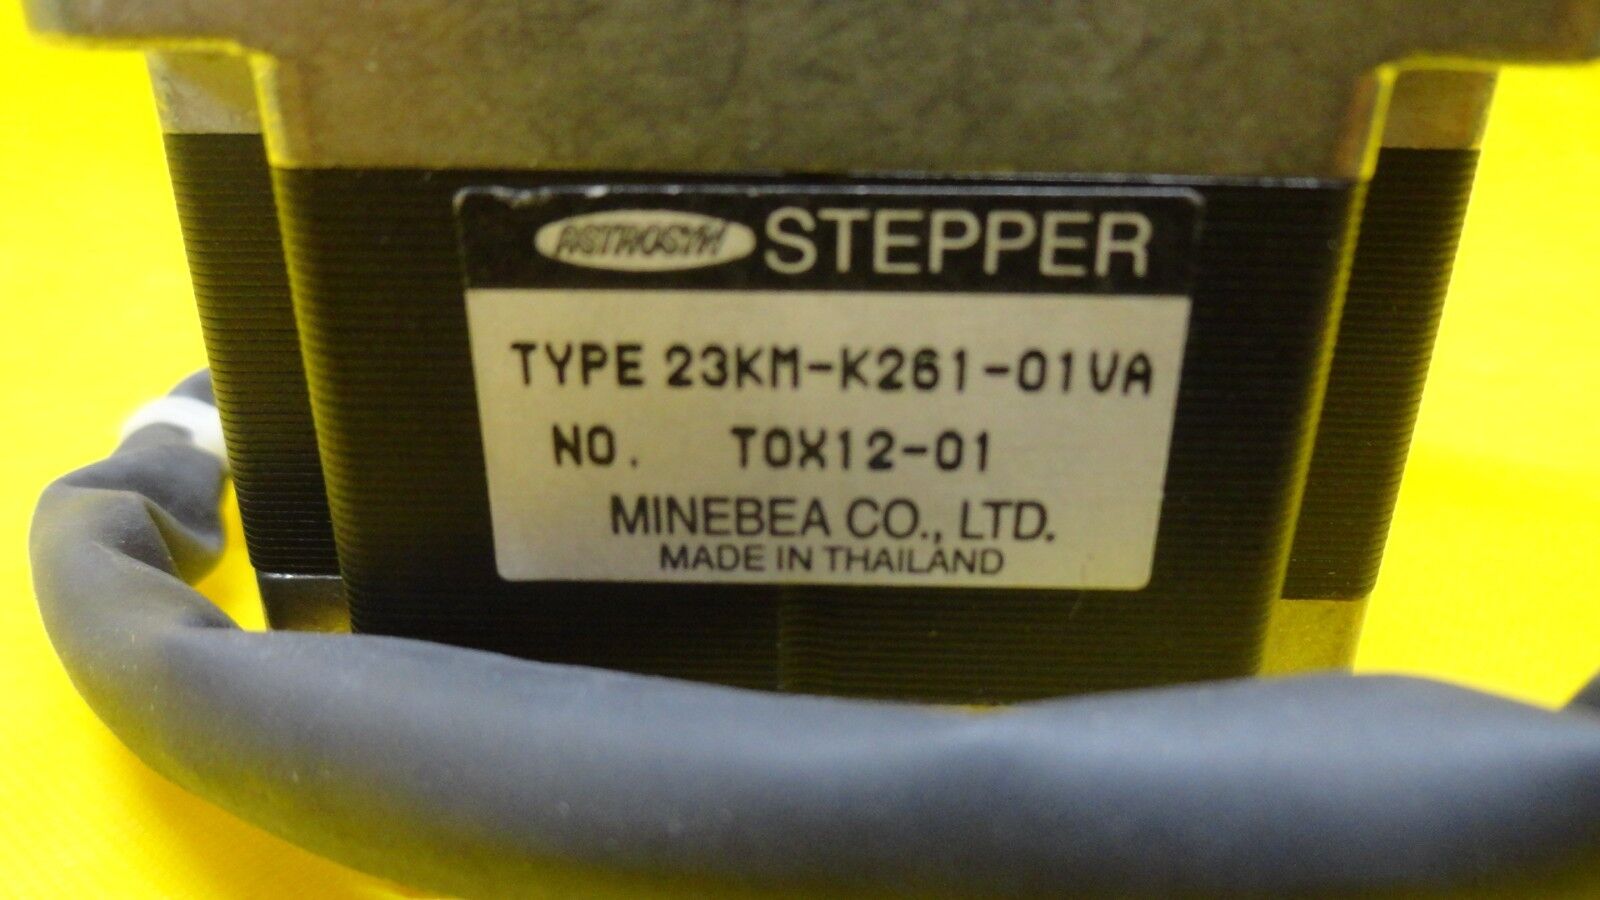 ASTROSYN STEPPER
TYPE 23KM-K261-01VA
NO. T0X12-01
MINEBEA CO., LTD.
MADE IN THAILAND